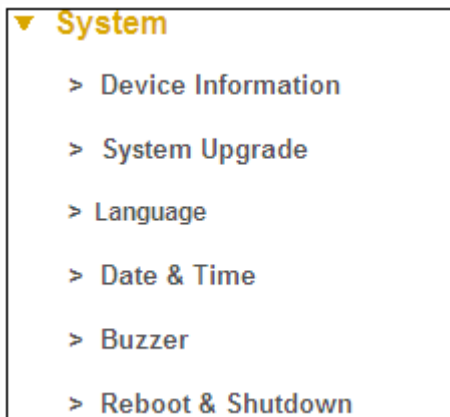 ▼ System
> Device Information
> System Upgrade
> Language
> Date & Time
> Buzzer
> Reboot & Shutdown